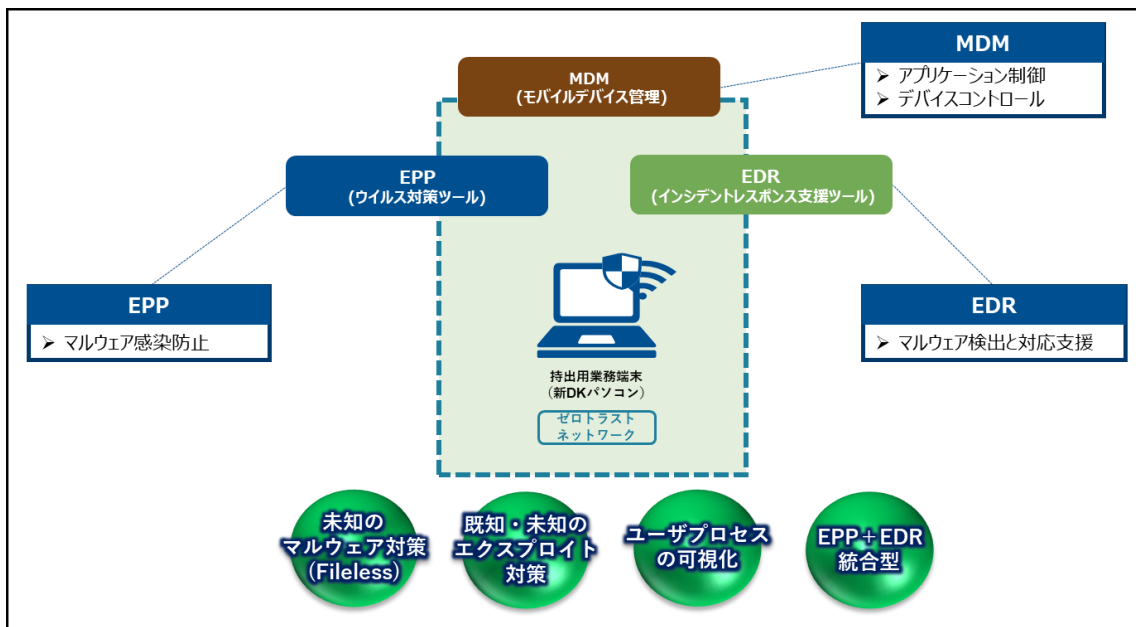 MDM
➢ アプリケーション制御
➢ デバイスコントロール
MDM
(モバイルデバイス管理)
EPP
(ウイルス対策ツール)
EDR
(インシデントレスポンス支援ツール)
EPP
➢ マルウェア感染防止
EDR
➢ マルウェア検出と対応支援
持出用業務端末
(新DKパソコン)
ゼロトラスト
ネットワーク
未知の
マルウェア対策
(Fileless)
既知・未知の
エクスプロイト
対策
ユーザプロセス
の可視化
EPP+EDR
統合型